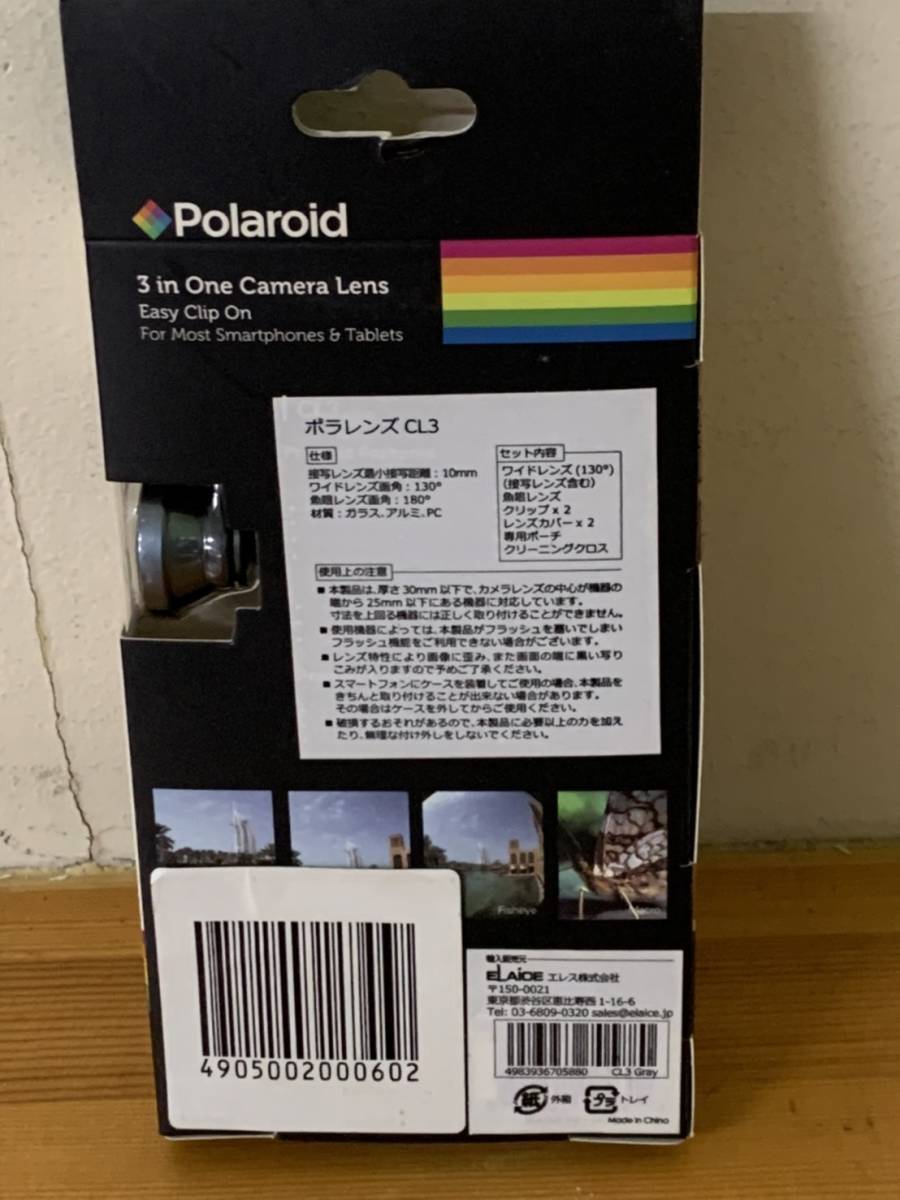 Polaroid
3 in One Camera Lens
Easy Clip On
For Most Smartphones & Tablets
ポラレンズ CL3
仕様
接写レンズ最小接写距離：10mm
ワイドレンズ画角：130°
魚眼レンズ画角：180°
材質：ガラス、アルミ、PC
セット内容
ワイドレンズ (130°)
(接写レンズ含む)
魚眼レンズ
クリップ x 2
レンズカバー x 2
専用ポーチ
クリーニングクロス
使用上の注意
■ 本製品は、厚さ 30mm 以下で、カメラレンズの中心が機器の
端から 25mm 以下にある機器に対応しています。
寸法を上回る機器には正しく取り付けることができません。
■ 使用機器によっては、本製品がフラッシュを塞いでしまい
フラッシュ機能をご利用できない場合がございます。
■ レンズ特性により画像に歪み、また画面の端に黒い写り
こみが入りますので予めご了承ください。
■ スマートフォンにケースを装着してご使用の場合、本製品を
きちんと取り付けることが出来ない場合があります。
その場合はケースを外してからご使用ください。
■ 破損するおそれがあるので、本製品に必要以上の力を加え
たり、無理な付け外しをしないでください。
Fisheye
Macro
4905002000602
輸入販売元
ELAiCE エレス株式会社
〒150-0021
東京都渋谷区恵比寿西 1-16-6
Tel: 03-6809-0320 sales@elaice.jp
4983936705880 CL3 Gray
紙 外箱 プラ トレイ
Made in China